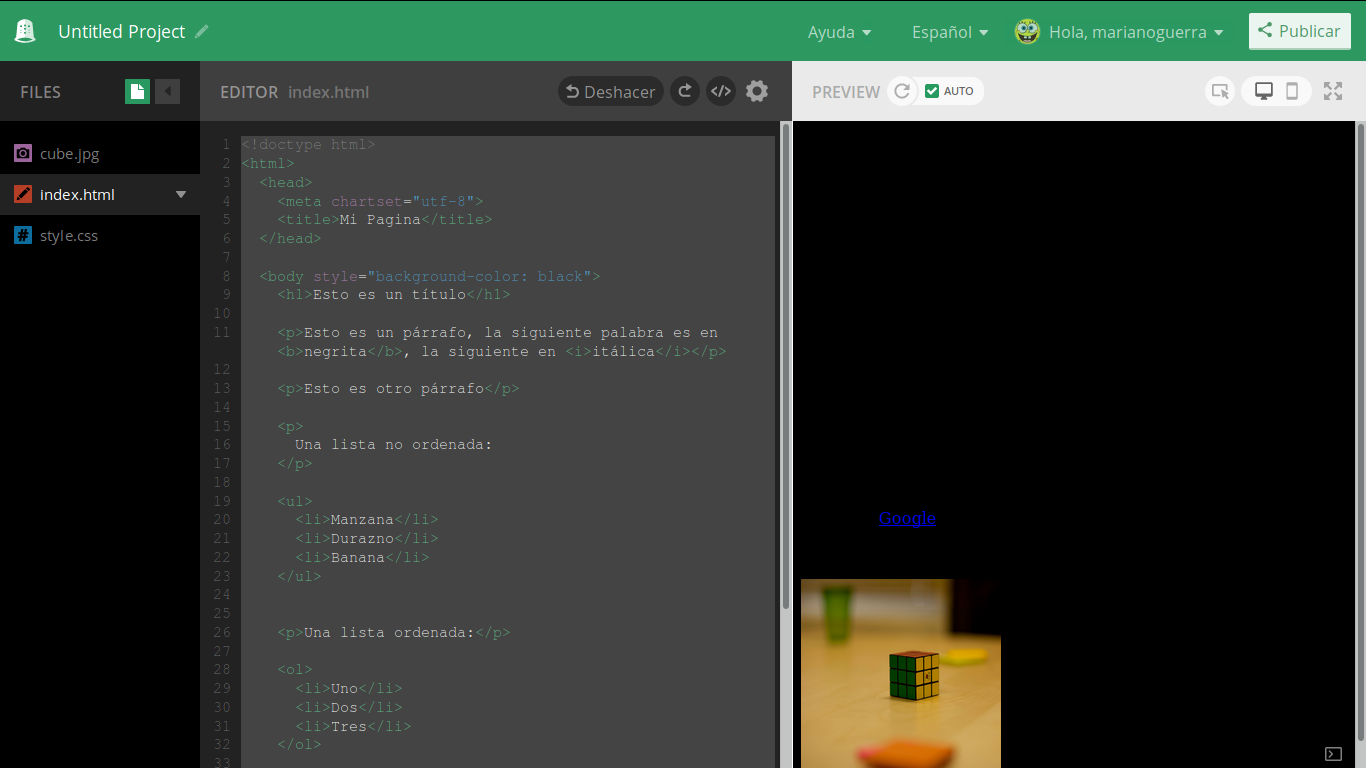 Untitled Project
Ayuda
Español
Hola, marianoguerra
Publicar
FILES
EDITOR index.html
Deshacer
PREVIEW
AUTO
cube.jpg
index.html
style.css
1 <!doctype html>
2 <html>
3 <head>
4 <meta chartset="utf-8">
5 <title>Mi Pagina</title>
6 </head>
7
8 <body style="background-color: black">
9 <h1>Esto es un título</h1>
10
11 <p>Esto es un párrafo, la siguiente palabra es en
<b>negrita</b>, la siguiente en <i>itálica</i></p>
12
13 <p>Esto es otro párrafo</p>
14
15 <p>
16 Una lista no ordenada:
17 </p>
18
19 <ul>
20 <li>Manzana</li>
21 <li>Durazno</li>
22 <li>Banana</li>
23 </ul>
24
25
26 <p>Una lista ordenada:</p>
27
28 <ol>
29 <li>Uno</li>
30 <li>Dos</li>
31 <li>Tres</li>
32 </ol>
33
Google